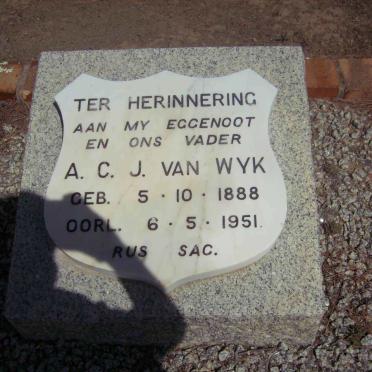 TER HERINNERING
AAN MY EGGENOOT
EN ONS VADER
A. C. J. VAN WYK
GEB. 5 · 10 · 1888
OORL. 6 · 5 · 1951
RUS SAG.